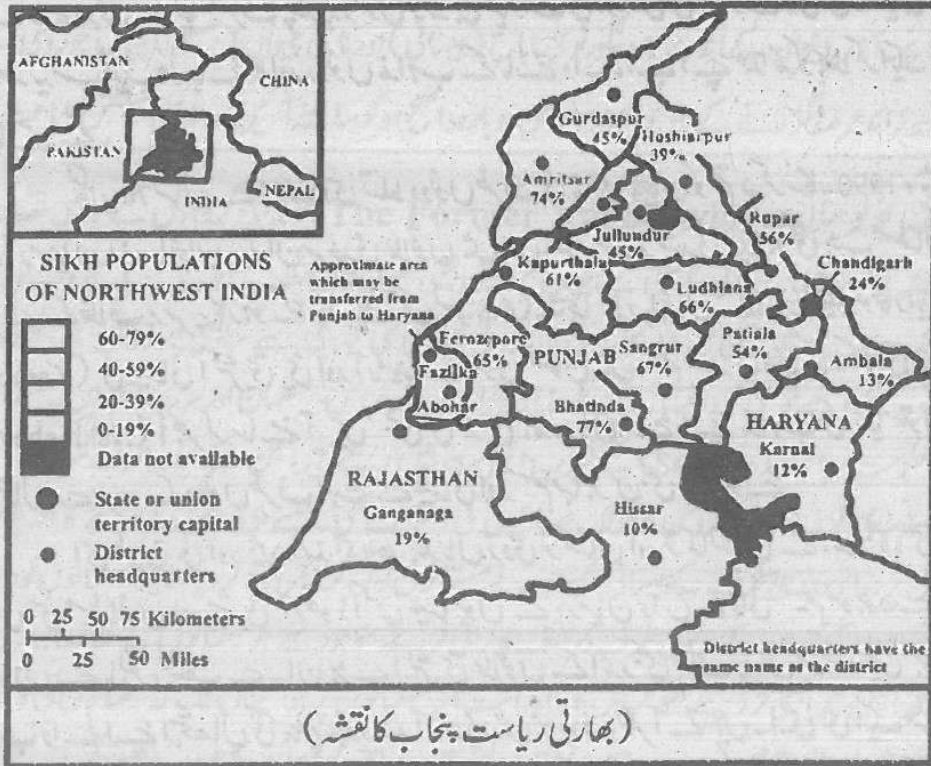 AFGHANISTAN
CHINA
PAKISTAN
INDIA
NEPAL
SIKH POPULATIONS
OF NORTHWEST INDIA
60-79%
40-59%
20-39%
0-19%
Data not available
State or union
territory capital
District
headquarters
0 25 50 75 Kilometers
0 25 50 Miles
Approximate area
which may be
transferred from
Punjab to Haryana
Gurdaspur
45%
Hoshiarpur
39%
Amritsar
74%
Jullundur
45%
Rupar
56%
Kapurthala
61%
Chandigarh
24%
Ludhiana
66%
Ferozepore
65%
Fazilka
Abohar
PUNJAB
Sangrur
67%
Patiala
54%
Ambala
13%
Bhatinda
77%
HARYANA
Karnal
12%
RAJASTHAN
Ganganaga
19%
Hissar
10%
District headquarters have the
same name as the district
(بھارتی ریاست پنجاب کا نقشہ)